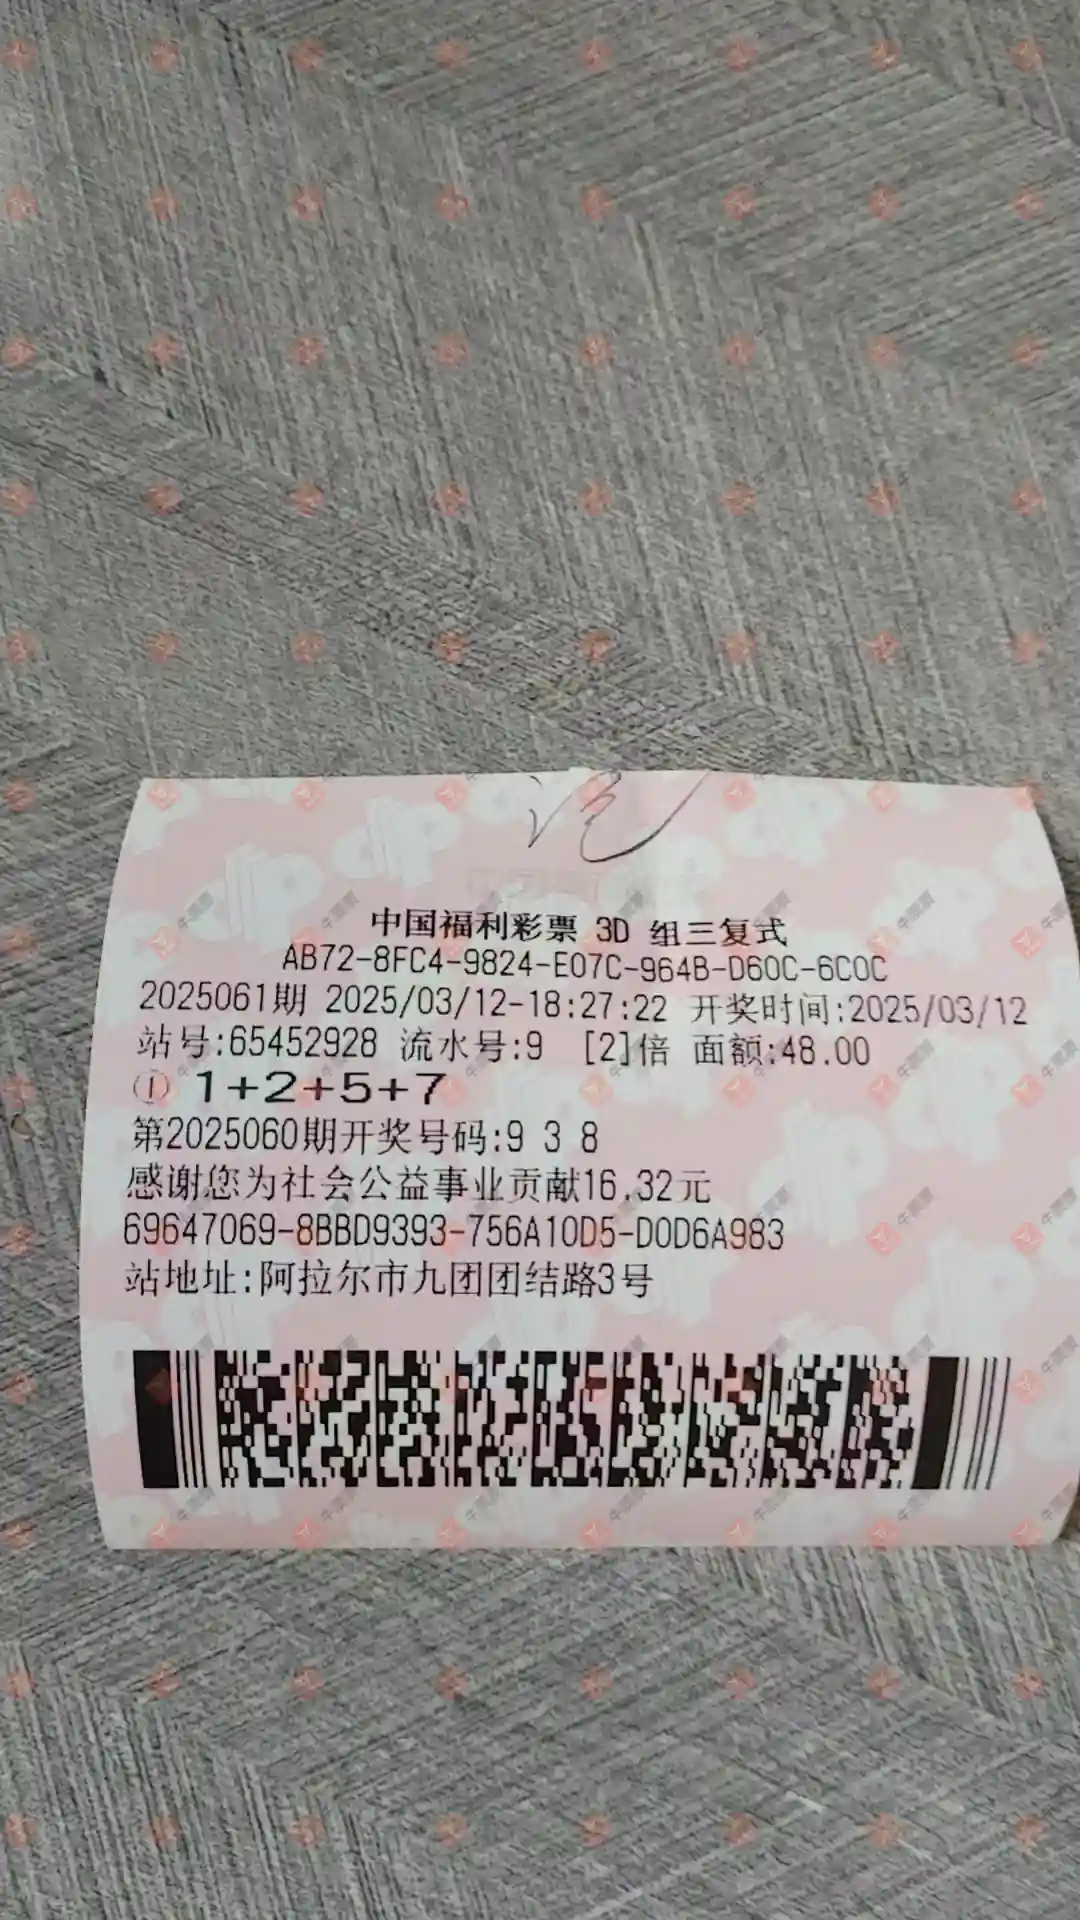 中国福利彩票 3D 组三复式
AB72-8FC4-9824-E07C-964B-D60C-6C0C
2025061期 2025/03/12-18:27:22 开奖时间:2025/03/12
站号:65452928 流水号:9 [2]倍 面额:48.00
① 1+2+5+7
第2025060期开奖号码:9 3 8
感谢您为社会公益事业贡献16.32元
69647069-8BBD9393-756A10D5-D0D6A983
站地址:阿拉尔市九团团结路3号